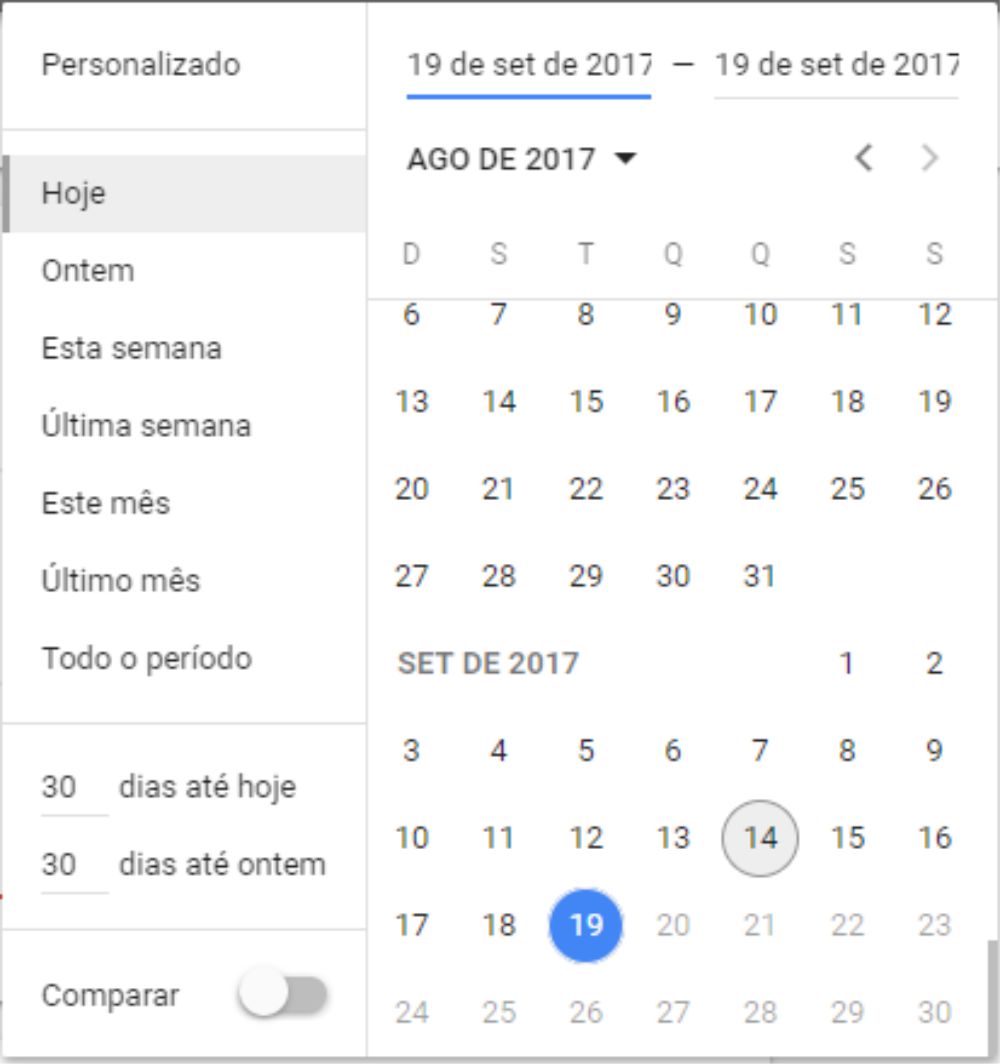 Personalizado
Hoje
Ontem
Esta semana
Última semana
Este mês
Último mês
Todo o período
30 dias até hoje
30 dias até ontem
Comparar
19 de set de 2017 – 19 de set de 2017
AGO DE 2017
D S T Q Q S S
6 7 8 9 10 11 12
13 14 15 16 17 18 19
20 21 22 23 24 25 26
27 28 29 30 31
SET DE 2017 1 2
3 4 5 6 7 8 9
10 11 12 13 14 15 16
17 18 19 20 21 22 23
24 25 26 27 28 29 30